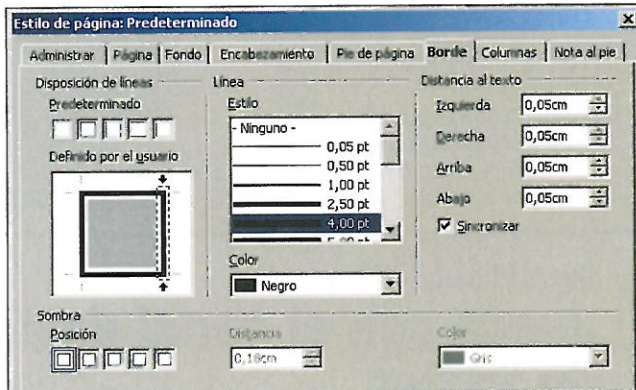 Estilo de página: Predeterminado
Administrar Página Fondo Encabezamiento Pie de página Borde Columnas Nota al pie
Disposición de líneas
Predeterminado
Definido por el usuario
Línea
Estilo
- Ninguno -
0,05 pt
0,50 pt
1,00 pt
2,50 pt
4,00 pt
5,00 pt
Color
Negro
Distancia al texto
Izquierda 0,05cm
Derecha 0,05cm
Arriba 0,05cm
Abajo 0,05cm
Sincronizar
Sombra
Posición
Distancia
0,18cm
Color
Gris